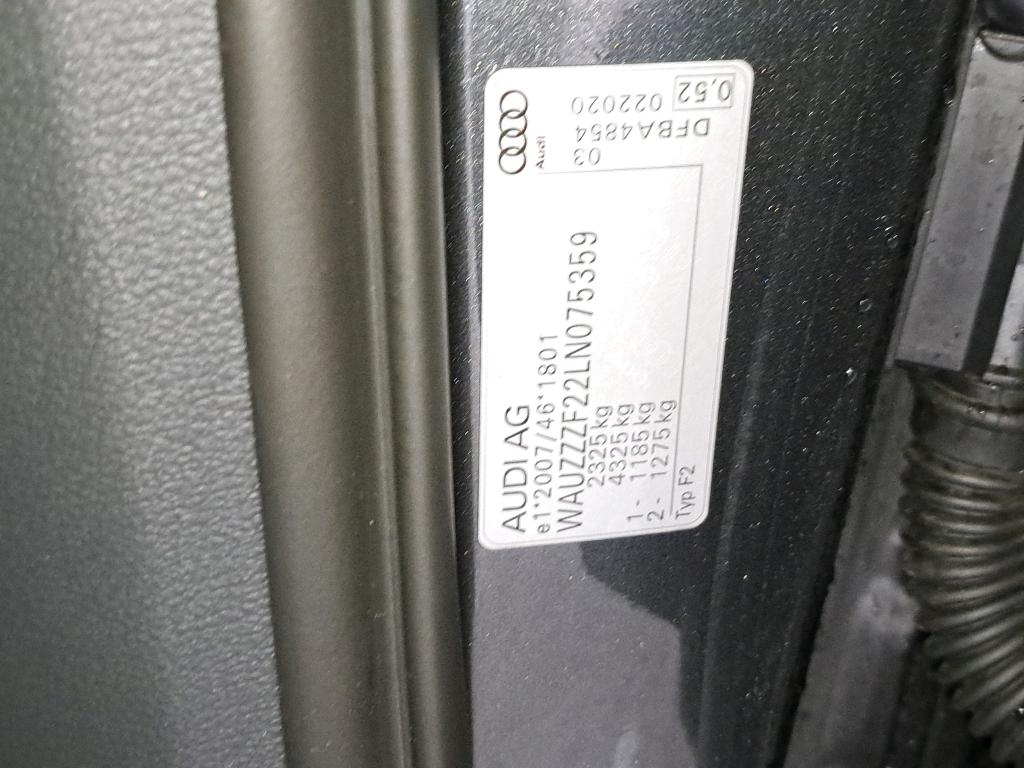 AUDI AG
e1*2007/46*1801
WAUZZZF22LN075359
2325 kg
4325 kg
1 - 1185 kg
2 - 1275 kg
Typ F2
Audi
03
DFBA4854
022020
0,52